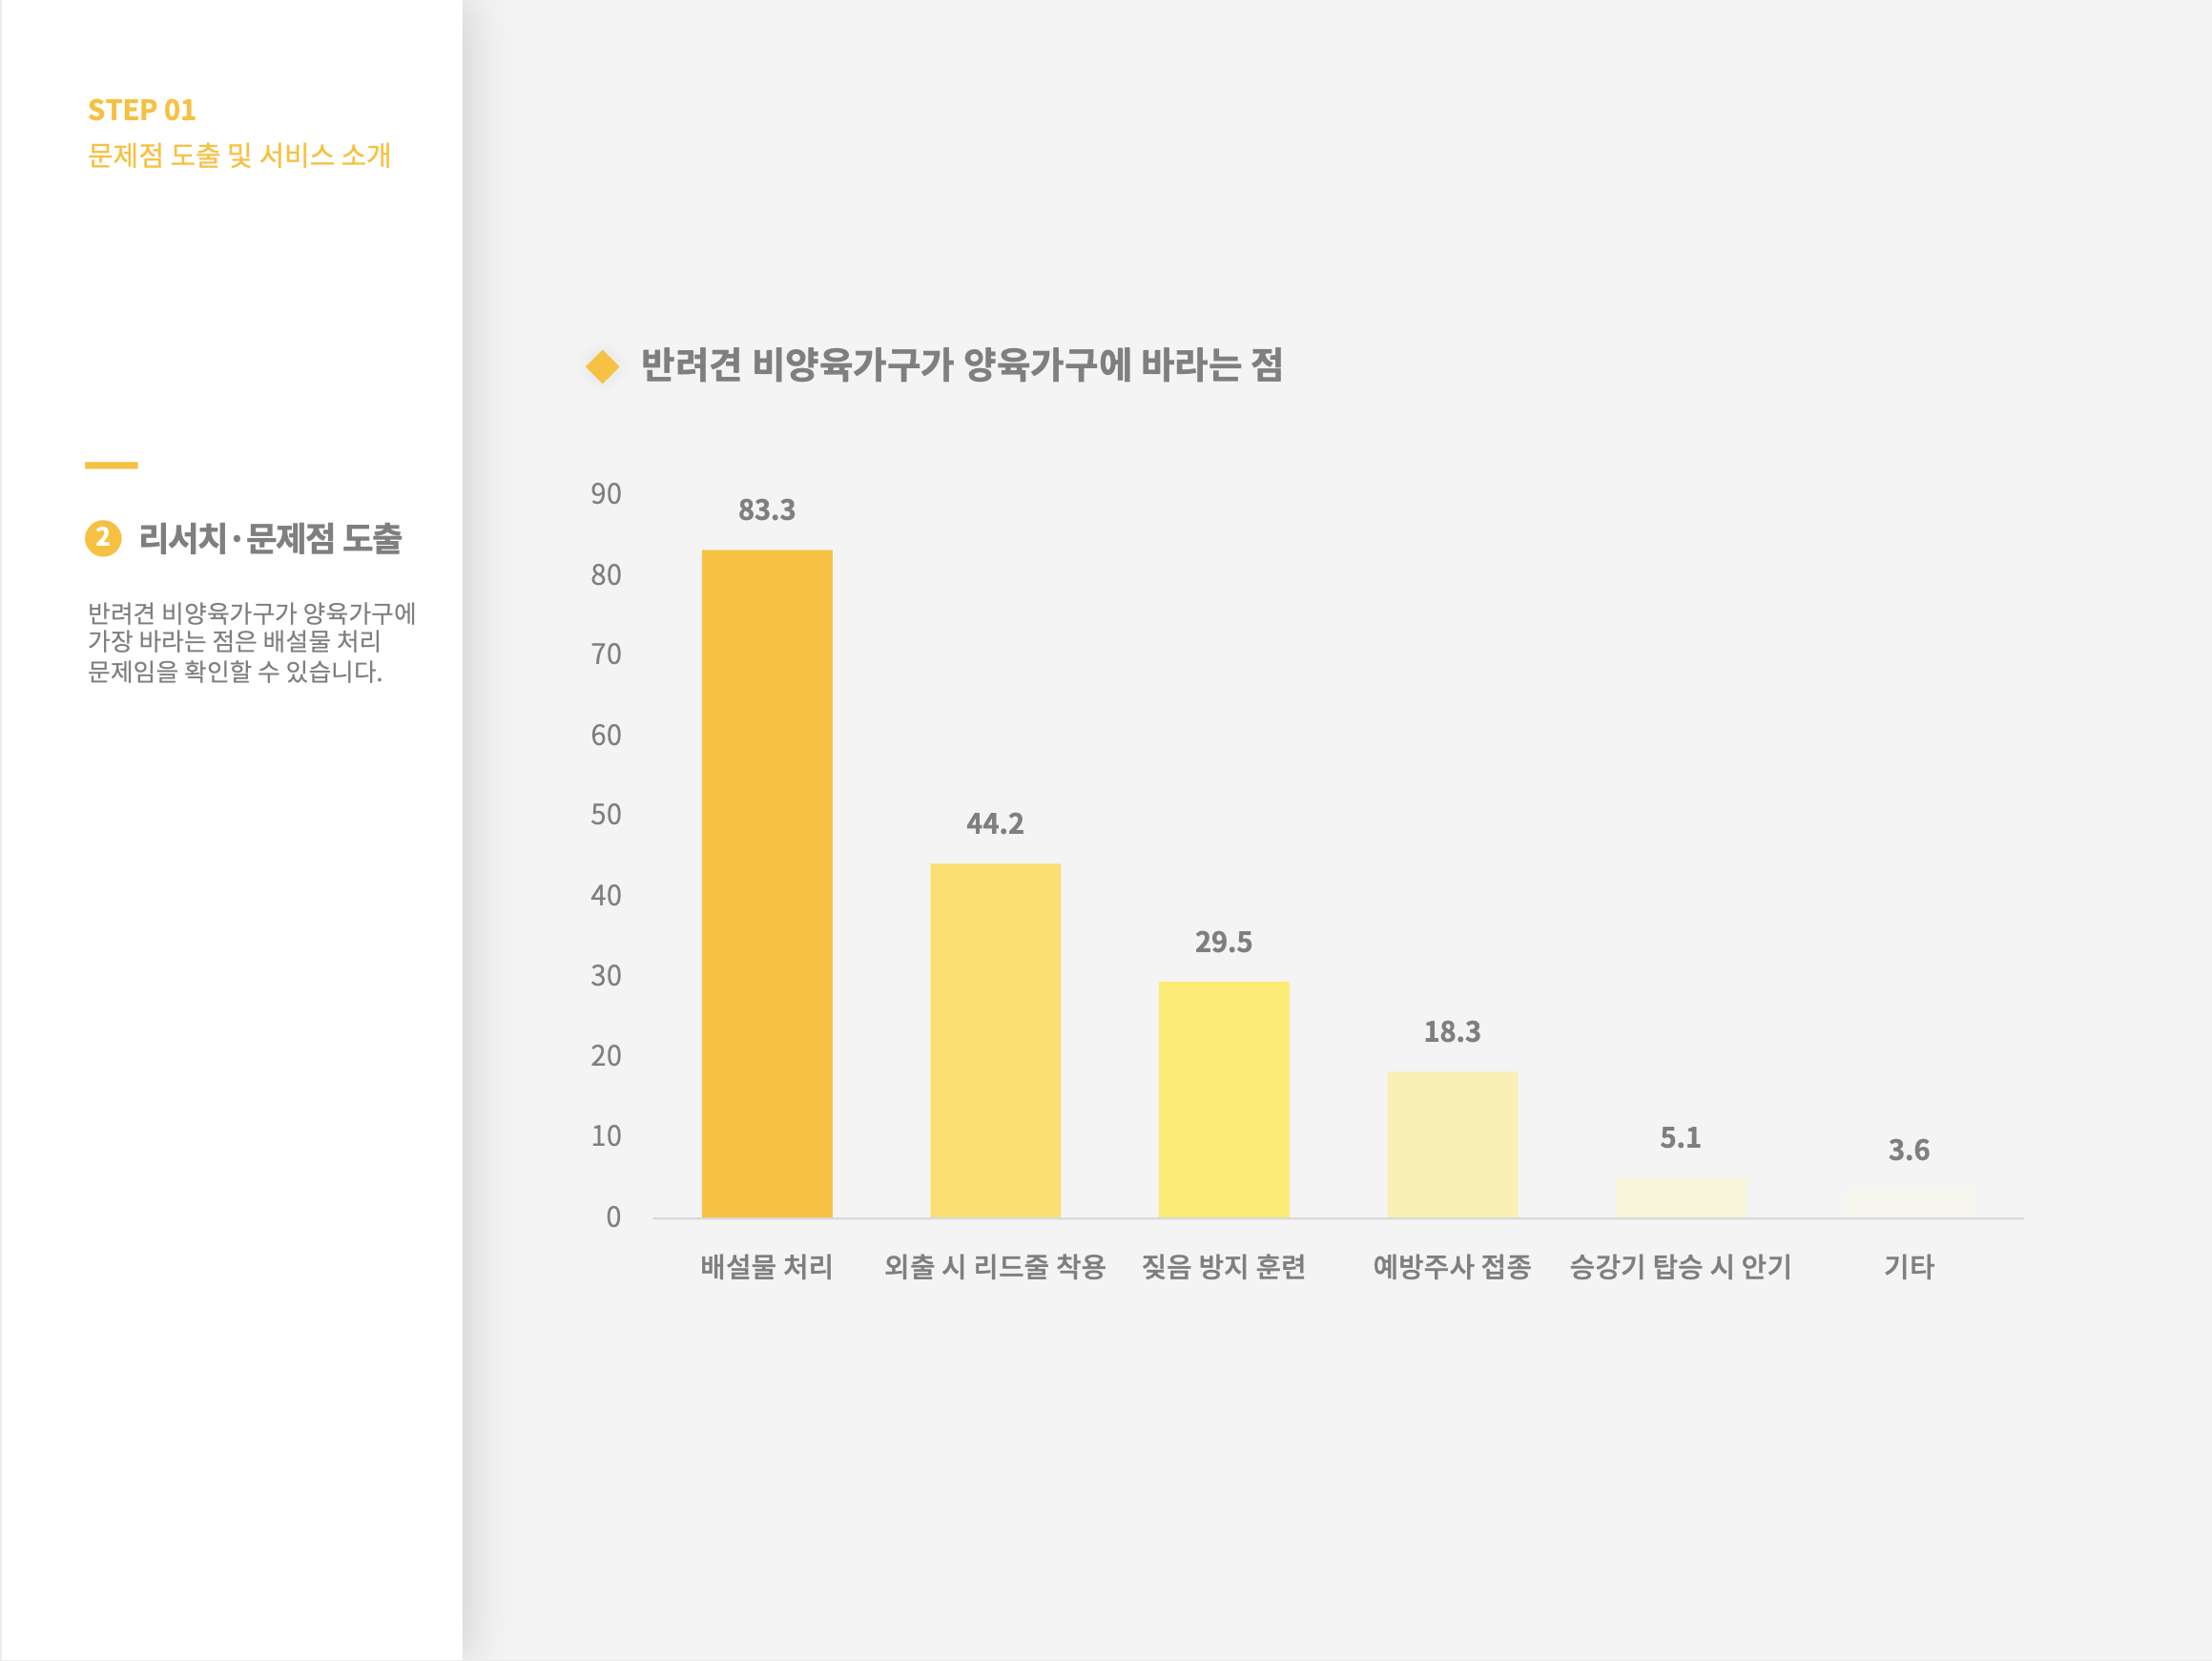 STEP 01
문제점 도출 및 서비스 소개
2 리서치·문제점 도출
반려견 비양육가구가 양육가구에
가장 바라는 점은 배설물 처리
문제임을 확인할 수 있습니다.
반려견 비양육가구가 양육가구에 바라는 점
90
80
70
60
50
40
30
20
10
0
83.3
44.2
29.5
18.3
5.1
3.6
배설물 처리
외출 시 리드줄 착용
짖음 방지 훈련
예방주사 접종
승강기 탑승 시 안기
기타